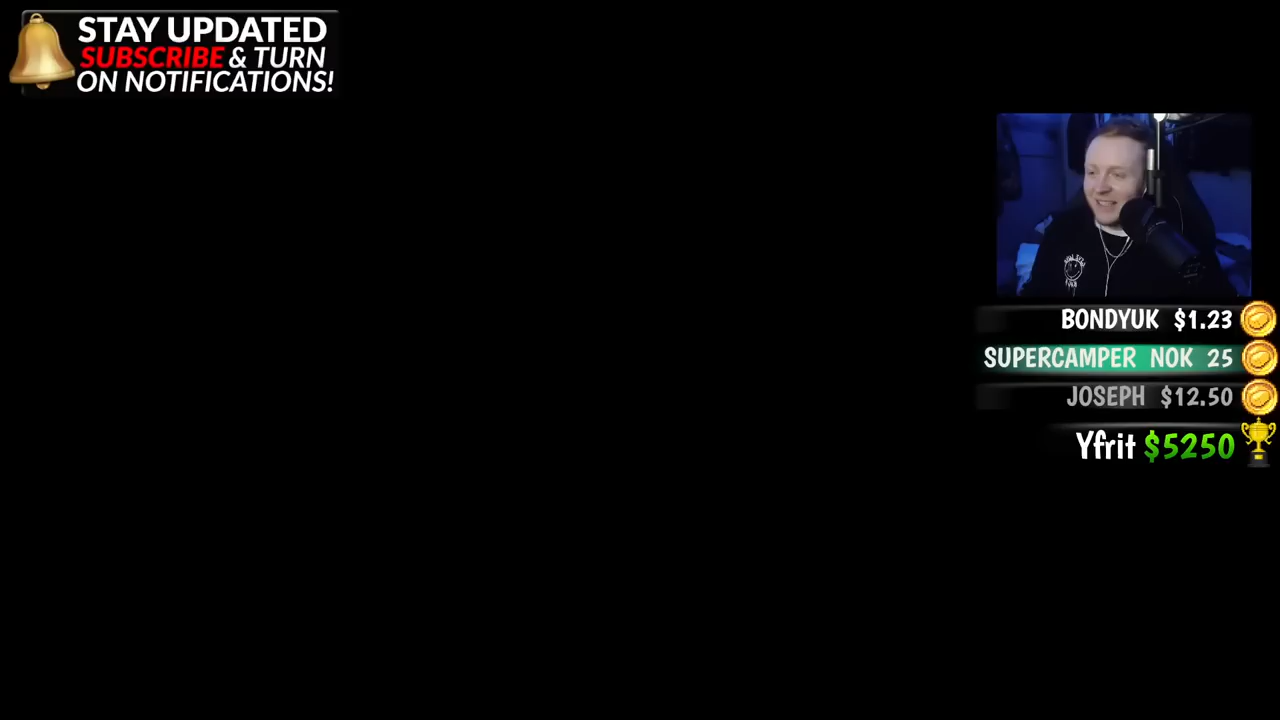 STAY UPDATED
SUBSCRIBE & TURN
ON NOTIFICATIONS!
BONDYUK $1.23
SUPERCAMPER NOK 25
JOSEPH $12.50
Yfrit $5250